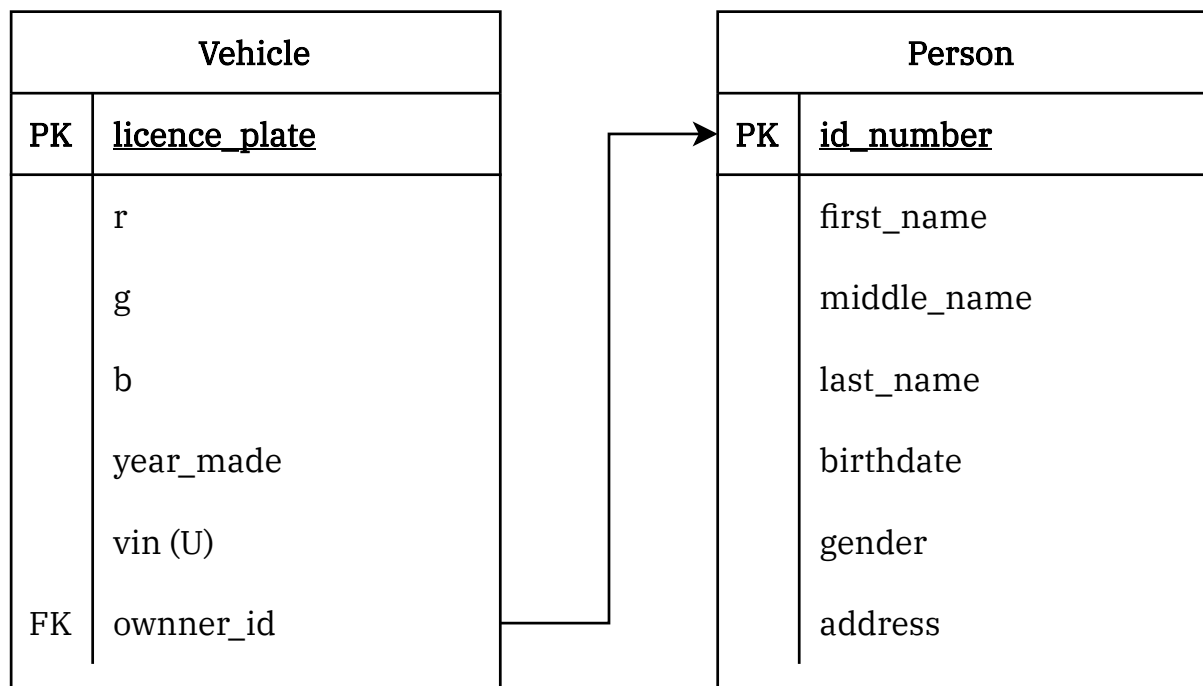 Vehicle
PK licence_plate
r
g
b
year_made
vin (U)
FK ownner_id
Person
PK id_number
first_name
middle_name
last_name
birthdate
gender
address